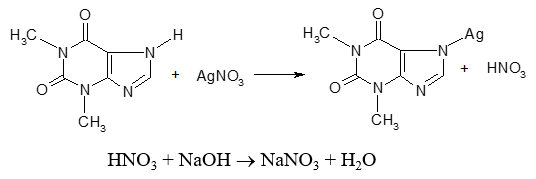 O
H₃C
N
N
H
O
N
N
CH₃
+
AgNO₃
O
H₃C
N
N
Ag
O
N
N
CH₃
+
HNO₃
HNO₃ + NaOH → NaNO₃ + H₂O